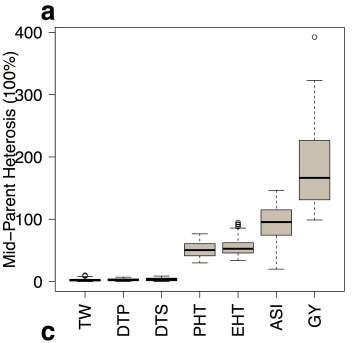 a
Mid-Parent Heterosis (100%)
400
300
200
100
0
TW
DTP
DTS
PHT
EHT
ASI
GY
c